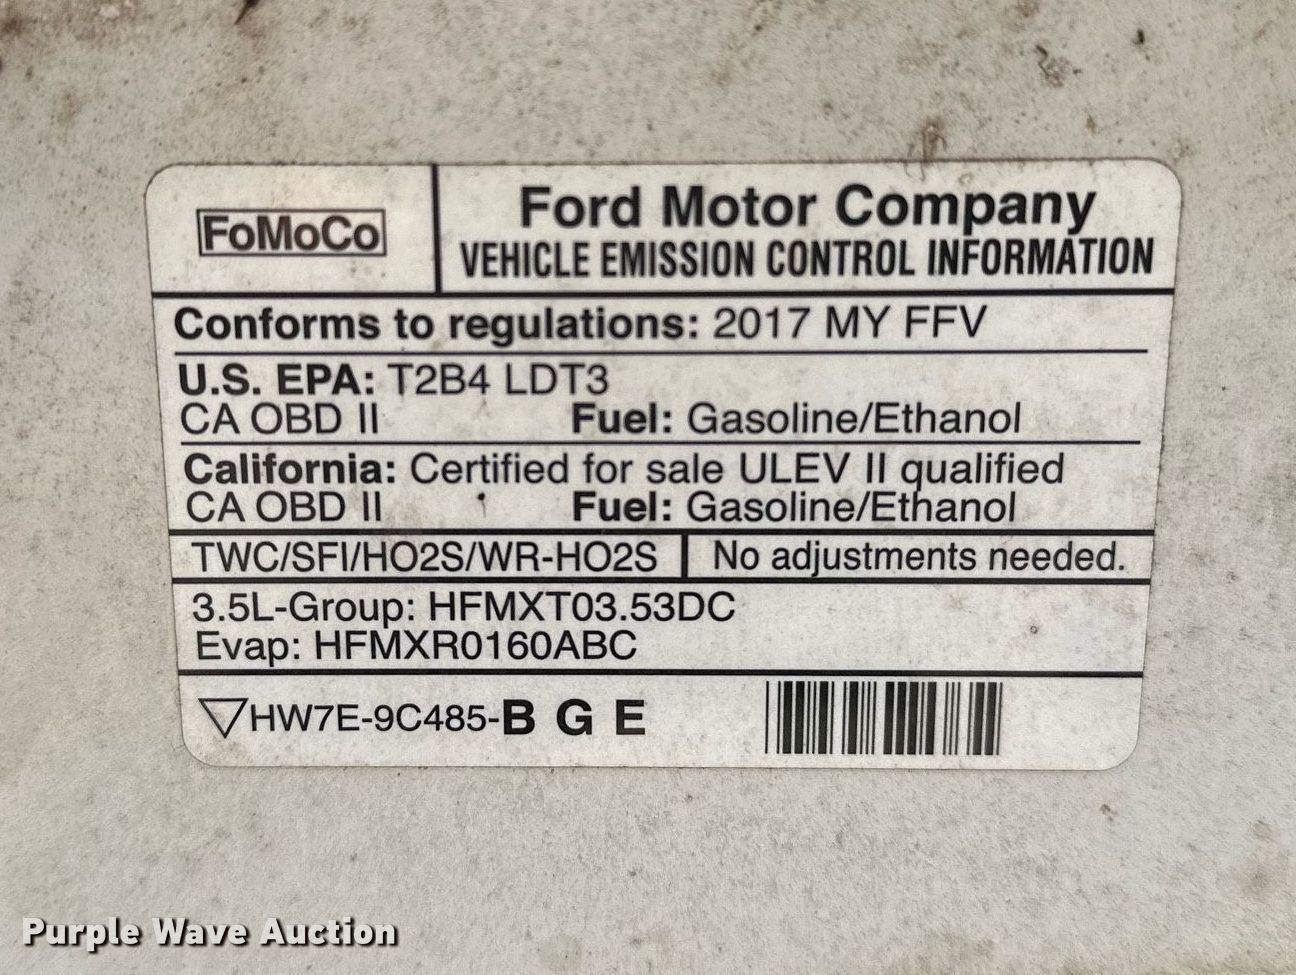 FoMoCo
Ford Motor Company
VEHICLE EMISSION CONTROL INFORMATION
Conforms to regulations: 2017 MY FFV
U.S. EPA: T2B4 LDT3
CA OBD II Fuel: Gasoline/Ethanol
California: Certified for sale ULEV II qualified
CA OBD II Fuel: Gasoline/Ethanol
TWC/SFI/HO2S/WR-HO2S No adjustments needed.
3.5L-Group: HFMXT03.53DC
Evap: HFMXR0160ABC
HW7E-9C485-B G E
Purple Wave Auction